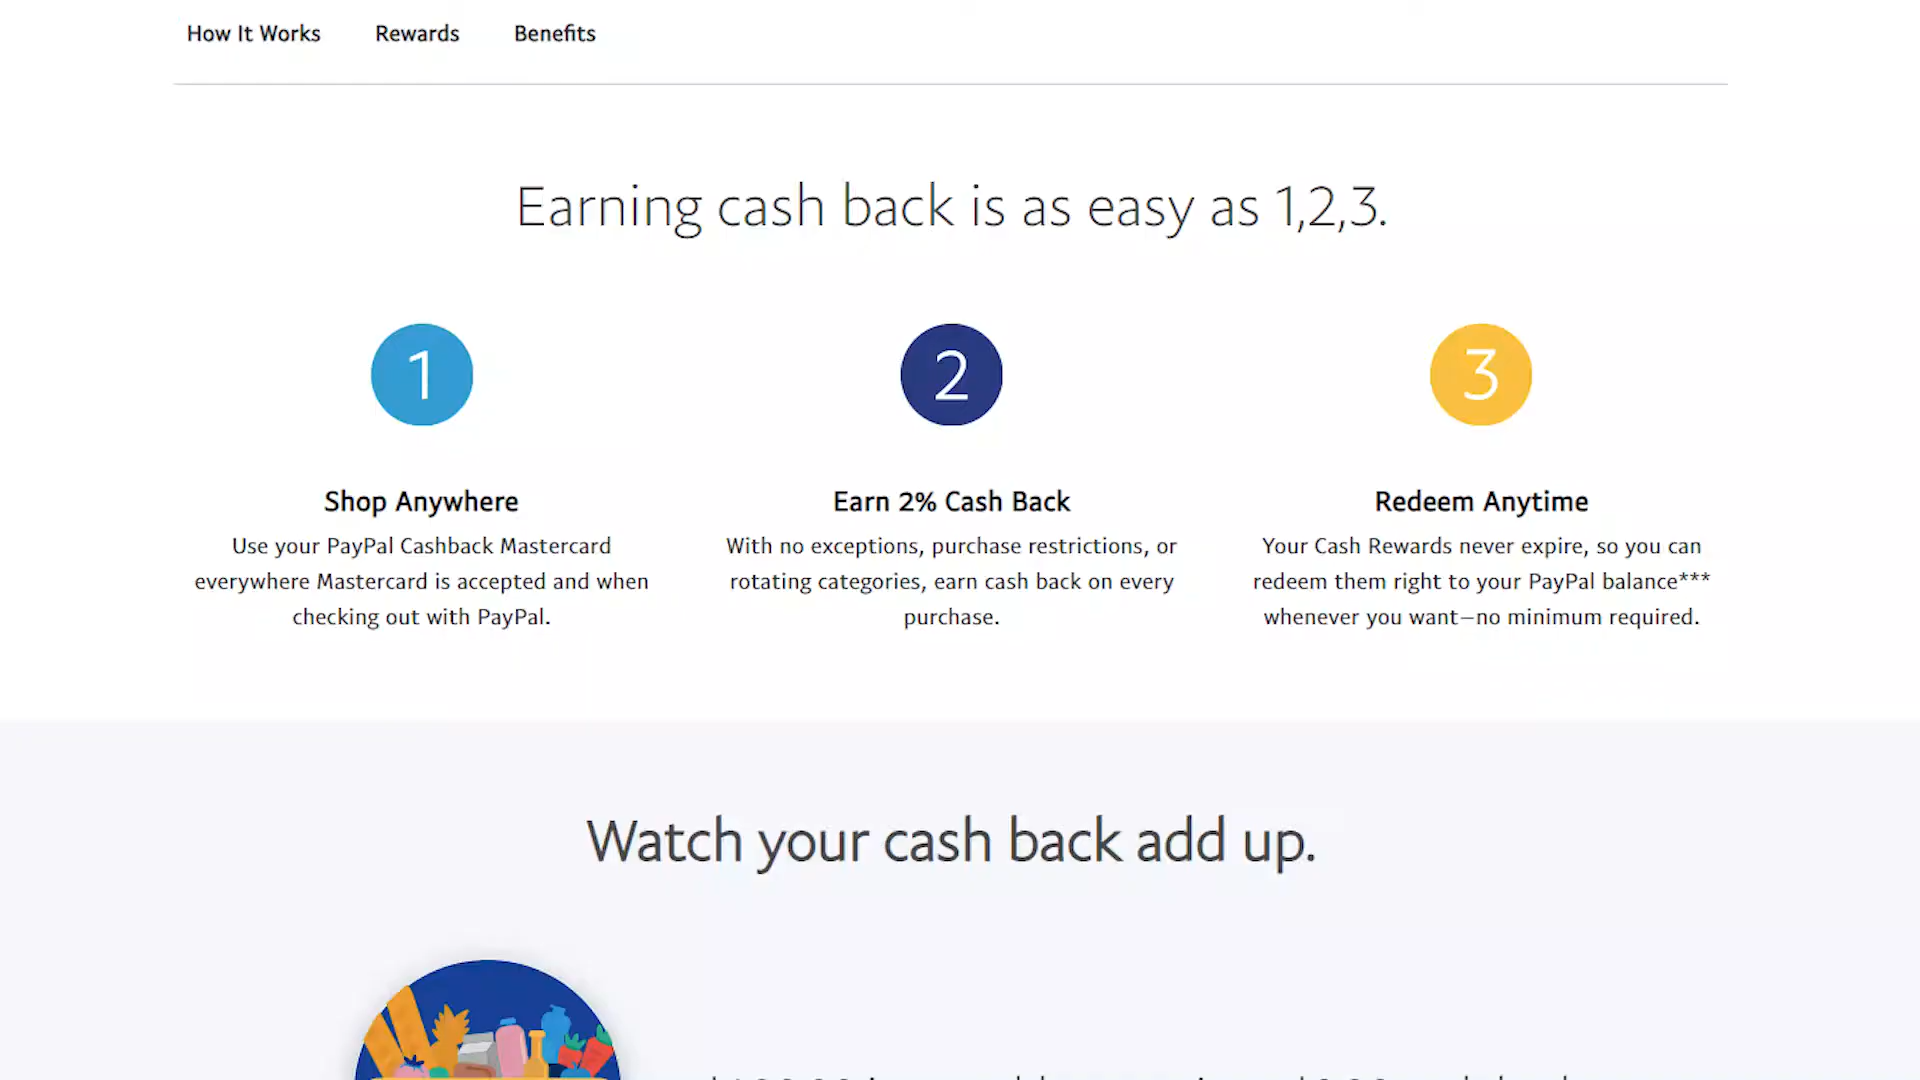 How It Works Rewards Benefits
Earning cash back is as easy as 1,2,3.
1
2
3
Shop Anywhere
Use your PayPal Cashback Mastercard
everywhere Mastercard is accepted and when
checking out with PayPal.
Earn 2% Cash Back
With no exceptions, purchase restrictions, or
rotating categories, earn cash back on every
purchase.
Redeem Anytime
Your Cash Rewards never expire, so you can
redeem them right to your PayPal balance***
whenever you want—no minimum required.
Watch your cash back add up.